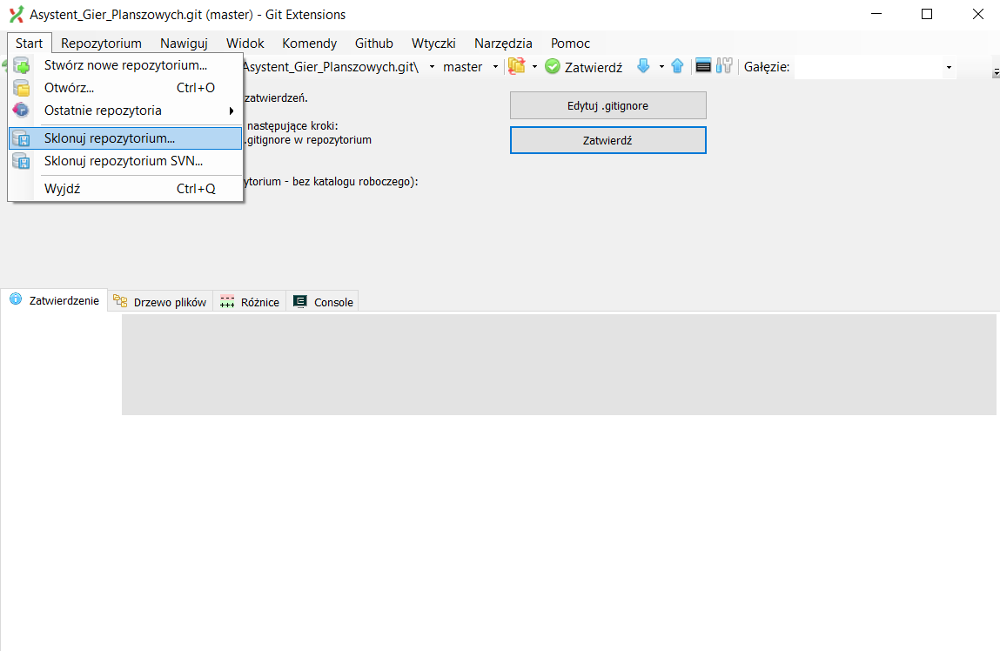 Asystent_Gier_Planszowych.git (master) - Git Extensions
Start Repozytorium Nawiguj Widok Komendy Github Wtyczki Narzędzia Pomoc
Asystent_Gier_Planszowych.git\ master Zatwierdź Gałęzie:
Stwórz nowe repozytorium...
Otwórz... Ctrl+O
Ostatnie repozytoria
Sklonuj repozytorium...
Sklonuj repozytorium SVN...
Wyjdź Ctrl+Q
zatwierdzeń.
następujące kroki:
.gitignore w repozytorium
ytorium - bez katalogu roboczego):
Edytuj .gitignore
Zatwierdź
Zatwierdzenie Drzewo plików Różnice Console